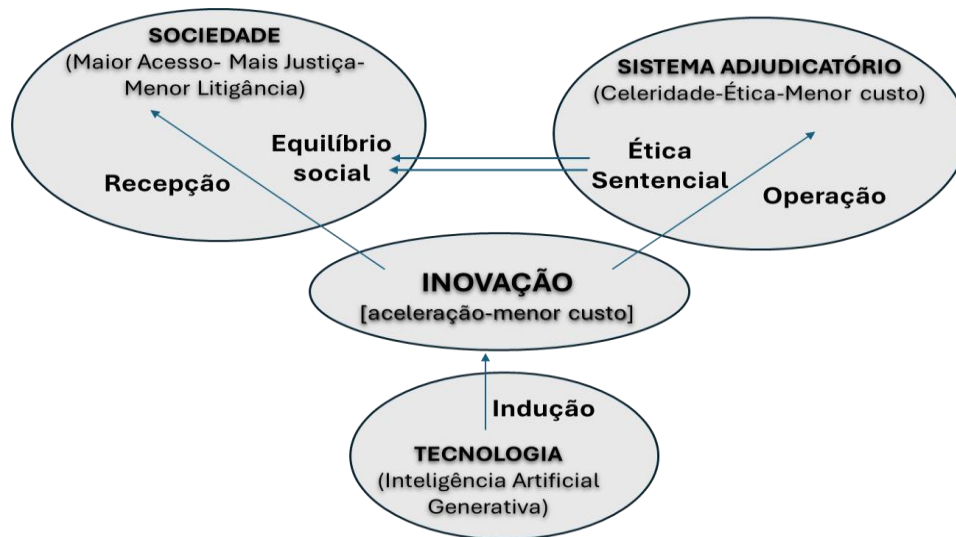 SOCIEDADE
(Maior Acesso- Mais Justiça-
Menor Litigância)
Equilíbrio
social
Recepção
SISTEMA ADJUDICATÓRIO
(Celeridade-Ética-Menor custo)
Ética
Sentencial
Operação
INOVAÇÃO
[aceleração-menor custo]
Indução
TECNOLOGIA
(Inteligência Artificial
Generativa)